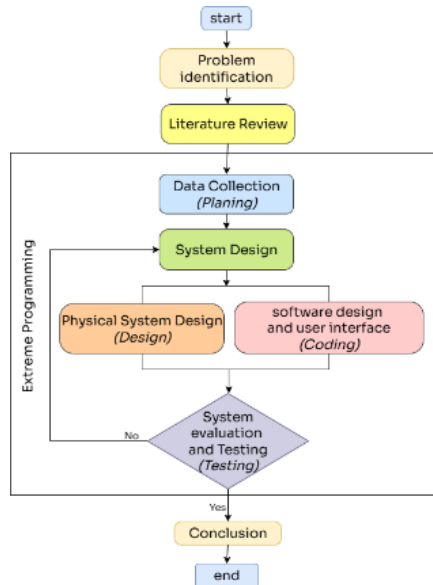 start
Problem
identification
Literature Review
Extreme Programming
Data Collection
(Planing)
System Design
Physical System Design
(Design)
software design
and user interface
(Coding)
System
evaluation
and Testing
(Testing)
No
Yes
Conclusion
end